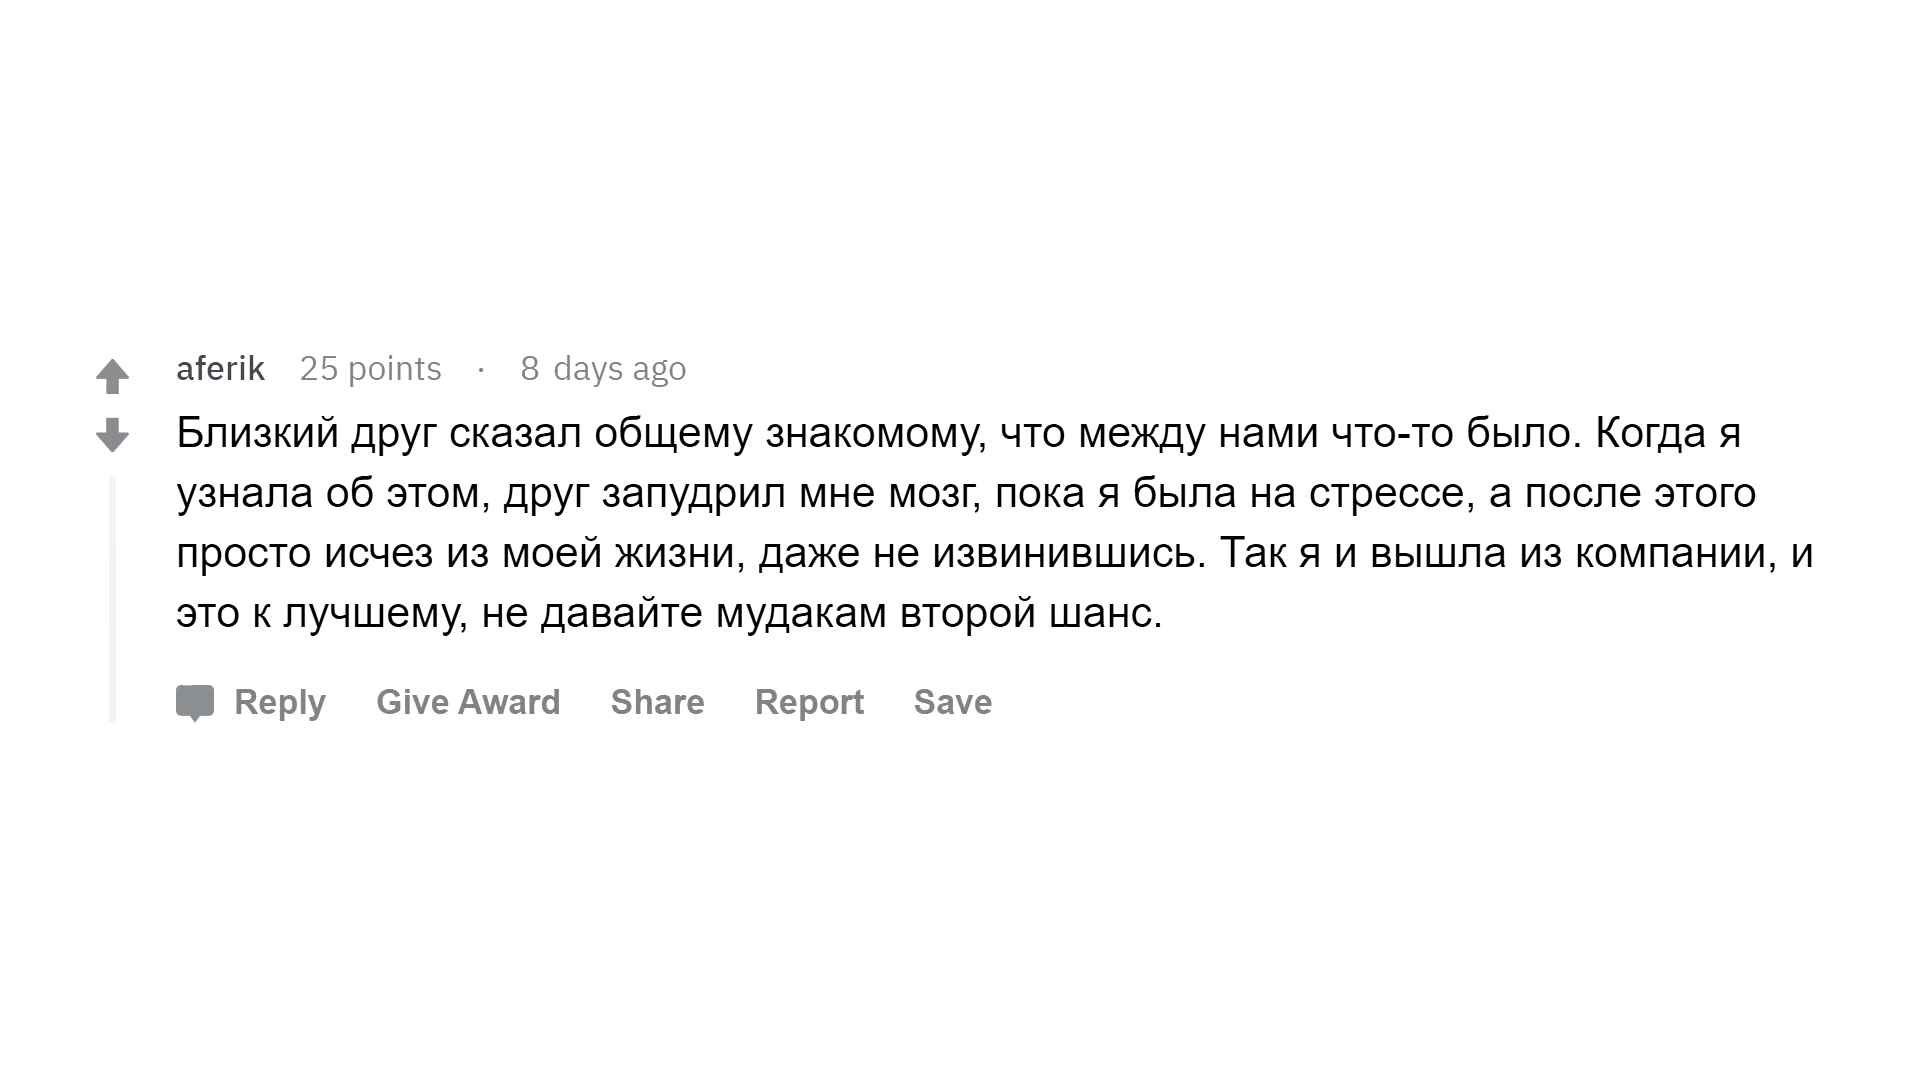 aferik 25 points · 8 days ago
Близкий друг сказал общему знакомому, что между нами что-то было. Когда я
узнала об этом, друг запудрил мне мозг, пока я была на стрессе, а после этого
просто исчез из моей жизни, даже не извинившись. Так я и вышла из компании, и
это к лучшему, не давайте мудакам второй шанс.
Reply Give Award Share Report Save